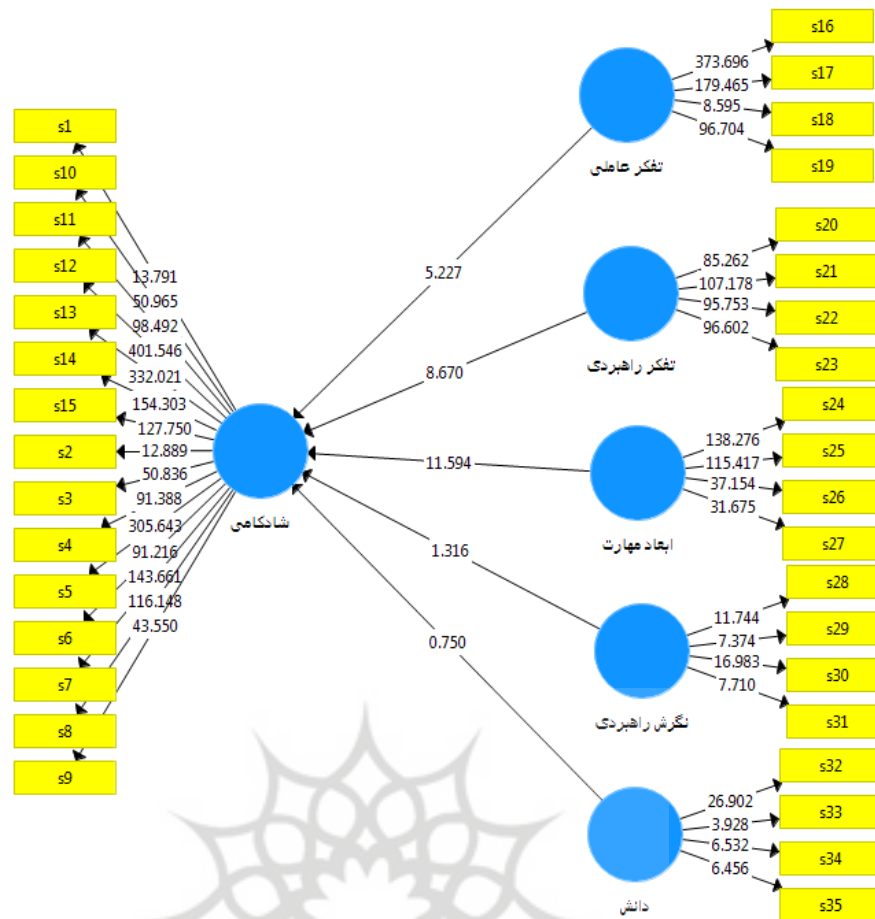 s1
s10
s11
s12
s13
s14
s15
s2
s3
s4
s5
s6
s7
s8
s9
13.791
50.965
98.492
401.546
332.021
154.303
127.750
12.889
50.836
91.388
305.643
91.216
143.661
116.148
43.550
شادکامی
5.227
8.670
11.594
1.316
0.750
تفکر عاملی
373.696
179.465
8.595
96.704
s16
s17
s18
s19
تفکر راهبردی
85.262
107.178
95.753
96.602
s20
s21
s22
s23
ابعاد مهارت
138.276
115.417
37.154
31.675
s24
s25
s26
s27
نگرش راهبردی
11.744
7.374
16.983
7.710
s28
s29
s30
s31
دانش
26.902
3.928
6.532
6.456
s32
s33
s34
s35